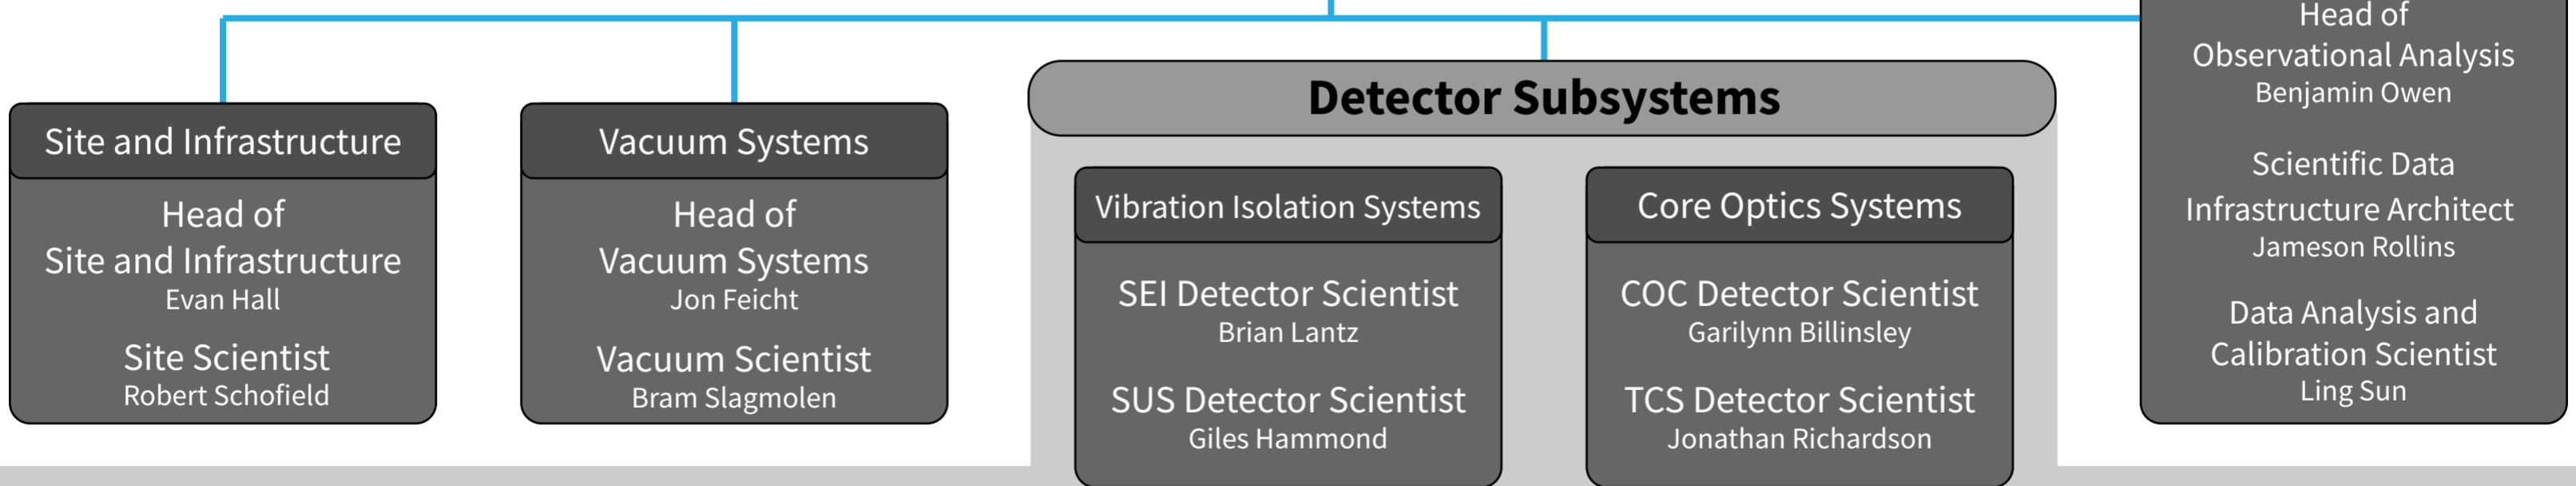 Site and Infrastructure
Head of
Site and Infrastructure
Evan Hall
Site Scientist
Robert Schofield
Vacuum Systems
Head of
Vacuum Systems
Jon Feicht
Vacuum Scientist
Bram Slagmolen
Detector Subsystems
Vibration Isolation Systems
SEI Detector Scientist
Brian Lantz
SUS Detector Scientist
Giles Hammond
Core Optics Systems
COC Detector Scientist
Garilynn Billinsley
TCS Detector Scientist
Jonathan Richardson
Head of
Observational Analysis
Benjamin Owen
Scientific Data
Infrastructure Architect
Jameson Rollins
Data Analysis and
Calibration Scientist
Ling Sun